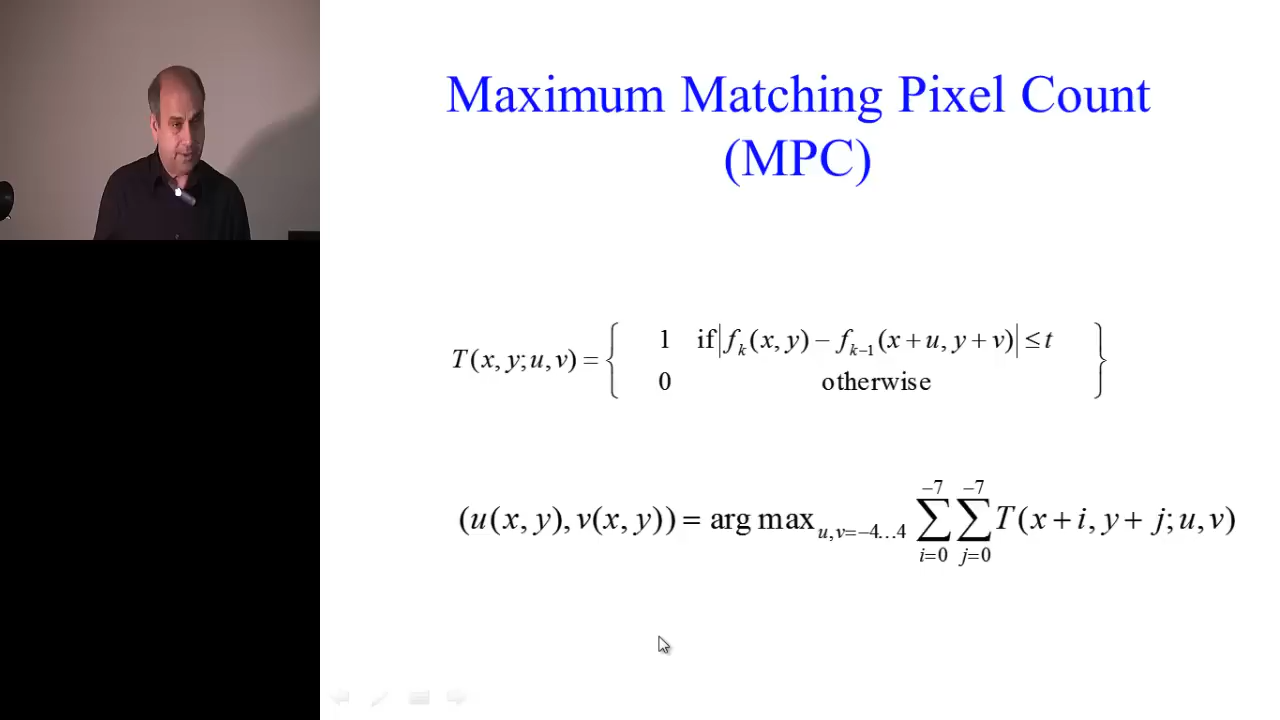 Maximum Matching Pixel Count
(MPC)
T(x, y; u, v) = { 1 if |f_k(x, y) − f_{k−1}(x + u, y + v)| ≤ t
0 otherwise }
(u(x, y), v(x, y)) = arg max_{u,v=−4…4} ∑_{i=0}^{−7} ∑_{j=0}^{−7} T(x + i, y + j; u, v)